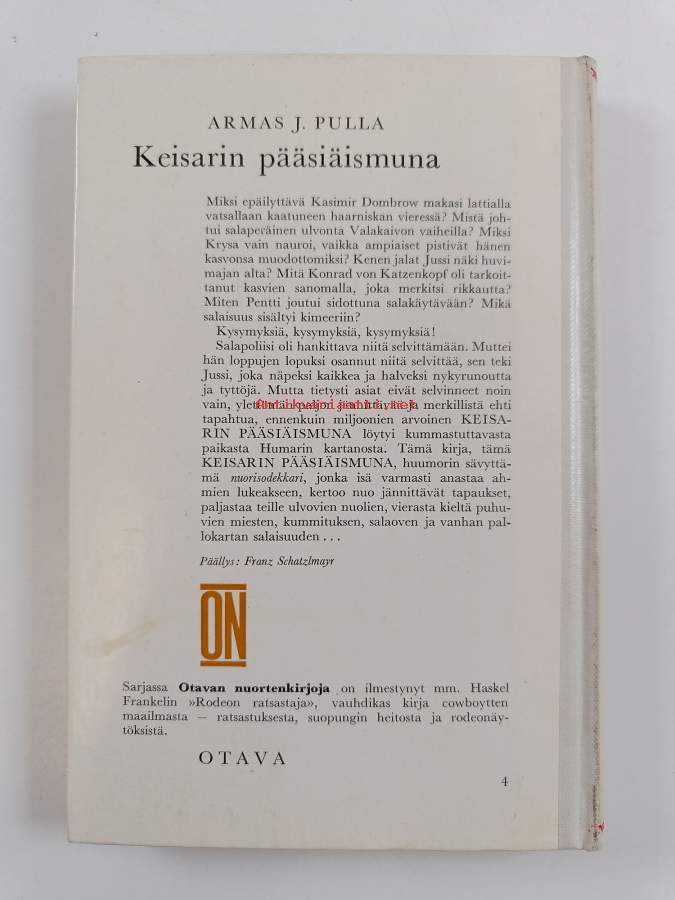 ARMAS J. PULLA
Keisarin pääsiäismuna
Miksi epäilyttävä Kasimir Dombrow makasi lattialla
vatsallaan kaatuneen haarniskan vieressä? Mistä joh-
tui salaperäinen ulvonta Valakaivon vaiheilla? Miksi
Krysa vain nauroi, vaikka ampiaiset pistivät hänen
kasvonsa muodottomiksi? Kenen jalat Jussi näki huvi-
majan alta? Mitä Konrad von Katzenkopf oli tarkoit-
tanut kasvien sanomalla, joka merkitsi rikkautta?
Miten Pentti joutui sidottuna salakäytävään? Mikä
salaisuus sisältyi kimeeriin?
Kysymyksiä, kysymyksiä, kysymyksiä!
Salapoliisi oli hankittava niitä selvittämään. Muttei
hän loppujen lopuksi osannut niitä selvittää, sen teki
Jussi, joka näpeksi kaikkea ja halveksi nykyrunoutta
ja tyttöjä. Mutta tietysti asiat eivät selvinneet noin
vain, ylettömän paljon jännittävää ja merkillistä ehti
tapahtua, ennenkuin miljoonien arvoinen KEISA-
RIN PÄÄSIÄISMUNA löytyi kummastuttavasta
paikasta Humarin kartanosta. Tämä kirja, tämä
KEISARIN PÄÄSIÄISMUNA, huumorin sävyttä-
mä nuorisodekkari, jonka isä varmasti anastaa ah-
mien lukeakseen, kertoo nuo jännittävät tapaukset,
paljastaa teille ulvovien nuolien, vierasta kieltä puhu-
vien miesten, kummituksen, salaoven ja vanhan pal-
lokartan salaisuuden . . .
Päällys: Franz Schatzlmayr
ON
Sarjassa Otavan nuortenkirjoja on ilmestynyt mm. Haskel
Frankelin »Rodeon ratsastaja», vauhdikas kirja cowboytten
maailmasta — ratsastuksesta, suopungin heitosta ja rodeonäy-
töksistä.
OTAVA
4